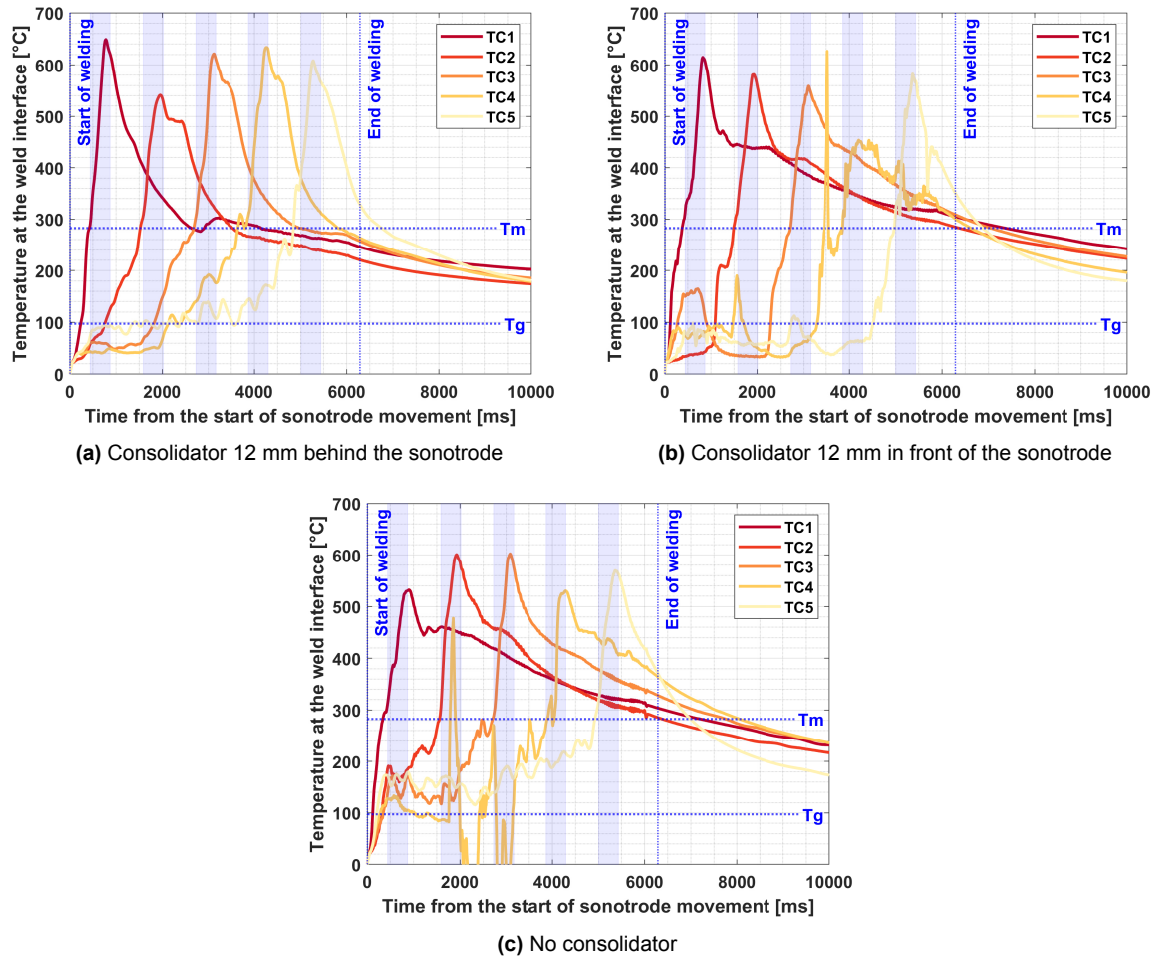 700
600
500
400
300
200
100
0
Temperature at the weld interface [°C]
Start of welding
End of welding
TC1
TC2
TC3
TC4
TC5
Tm
Tg
0 2000 4000 6000 8000 10000
Time from the start of sonotrode movement [ms]
(a) Consolidator 12 mm behind the sonotrode
700
600
500
400
300
200
100
0
Temperature at the weld interface [°C]
Start of welding
End of welding
TC1
TC2
TC3
TC4
TC5
Tm
Tg
0 2000 4000 6000 8000 10000
Time from the start of sonotrode movement [ms]
(b) Consolidator 12 mm in front of the sonotrode
700
600
500
400
300
200
100
0
Temperature at the weld interface [°C]
Start of welding
End of welding
TC1
TC2
TC3
TC4
TC5
Tm
Tg
0 2000 4000 6000 8000 10000
Time from the start of sonotrode movement [ms]
(c) No consolidator